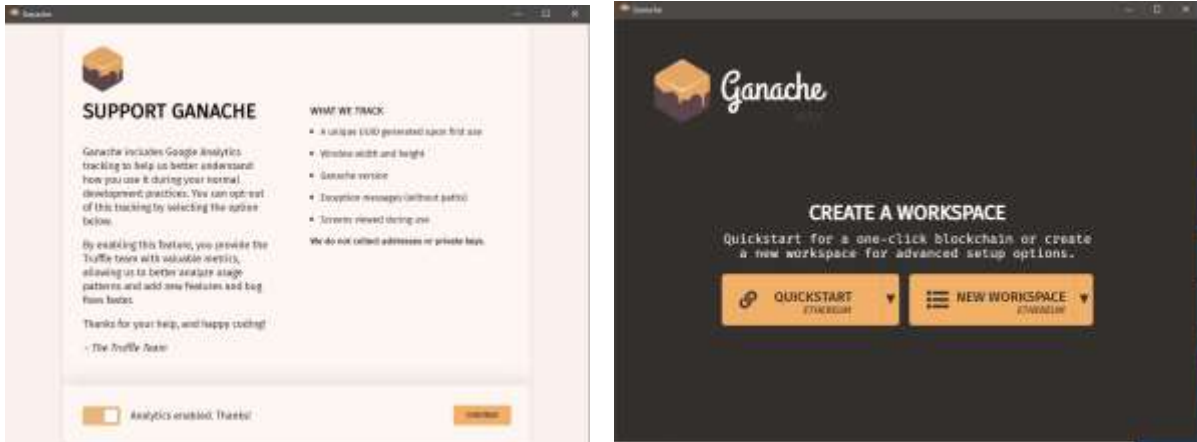 Ganache
SUPPORT GANACHE
Ganache includes Google Analytics
tracking to help us better understand
how you use it during your normal
development practices. You can opt-out
of this tracking by selecting the option
below.
By enabling this feature, you provide the
Truffle team with valuable metrics,
allowing us to better analyze usage
patterns and add new features and bug
fixes faster.
Thanks for your help, and happy coding!
- The Truffle Team
WHAT WE TRACK
• A unique UUID generated upon first use
• Window width and height
• Ganache version
• Exception messages (without paths)
• Screens viewed during use
We do not collect addresses or private keys.
Analytics enabled. Thanks!
CONTINUE
Ganache
Ganache
CREATE A WORKSPACE
Quickstart for a one-click blockchain or create
a new workspace for advanced setup options.
QUICKSTART
ETHEREUM
NEW WORKSPACE
ETHEREUM